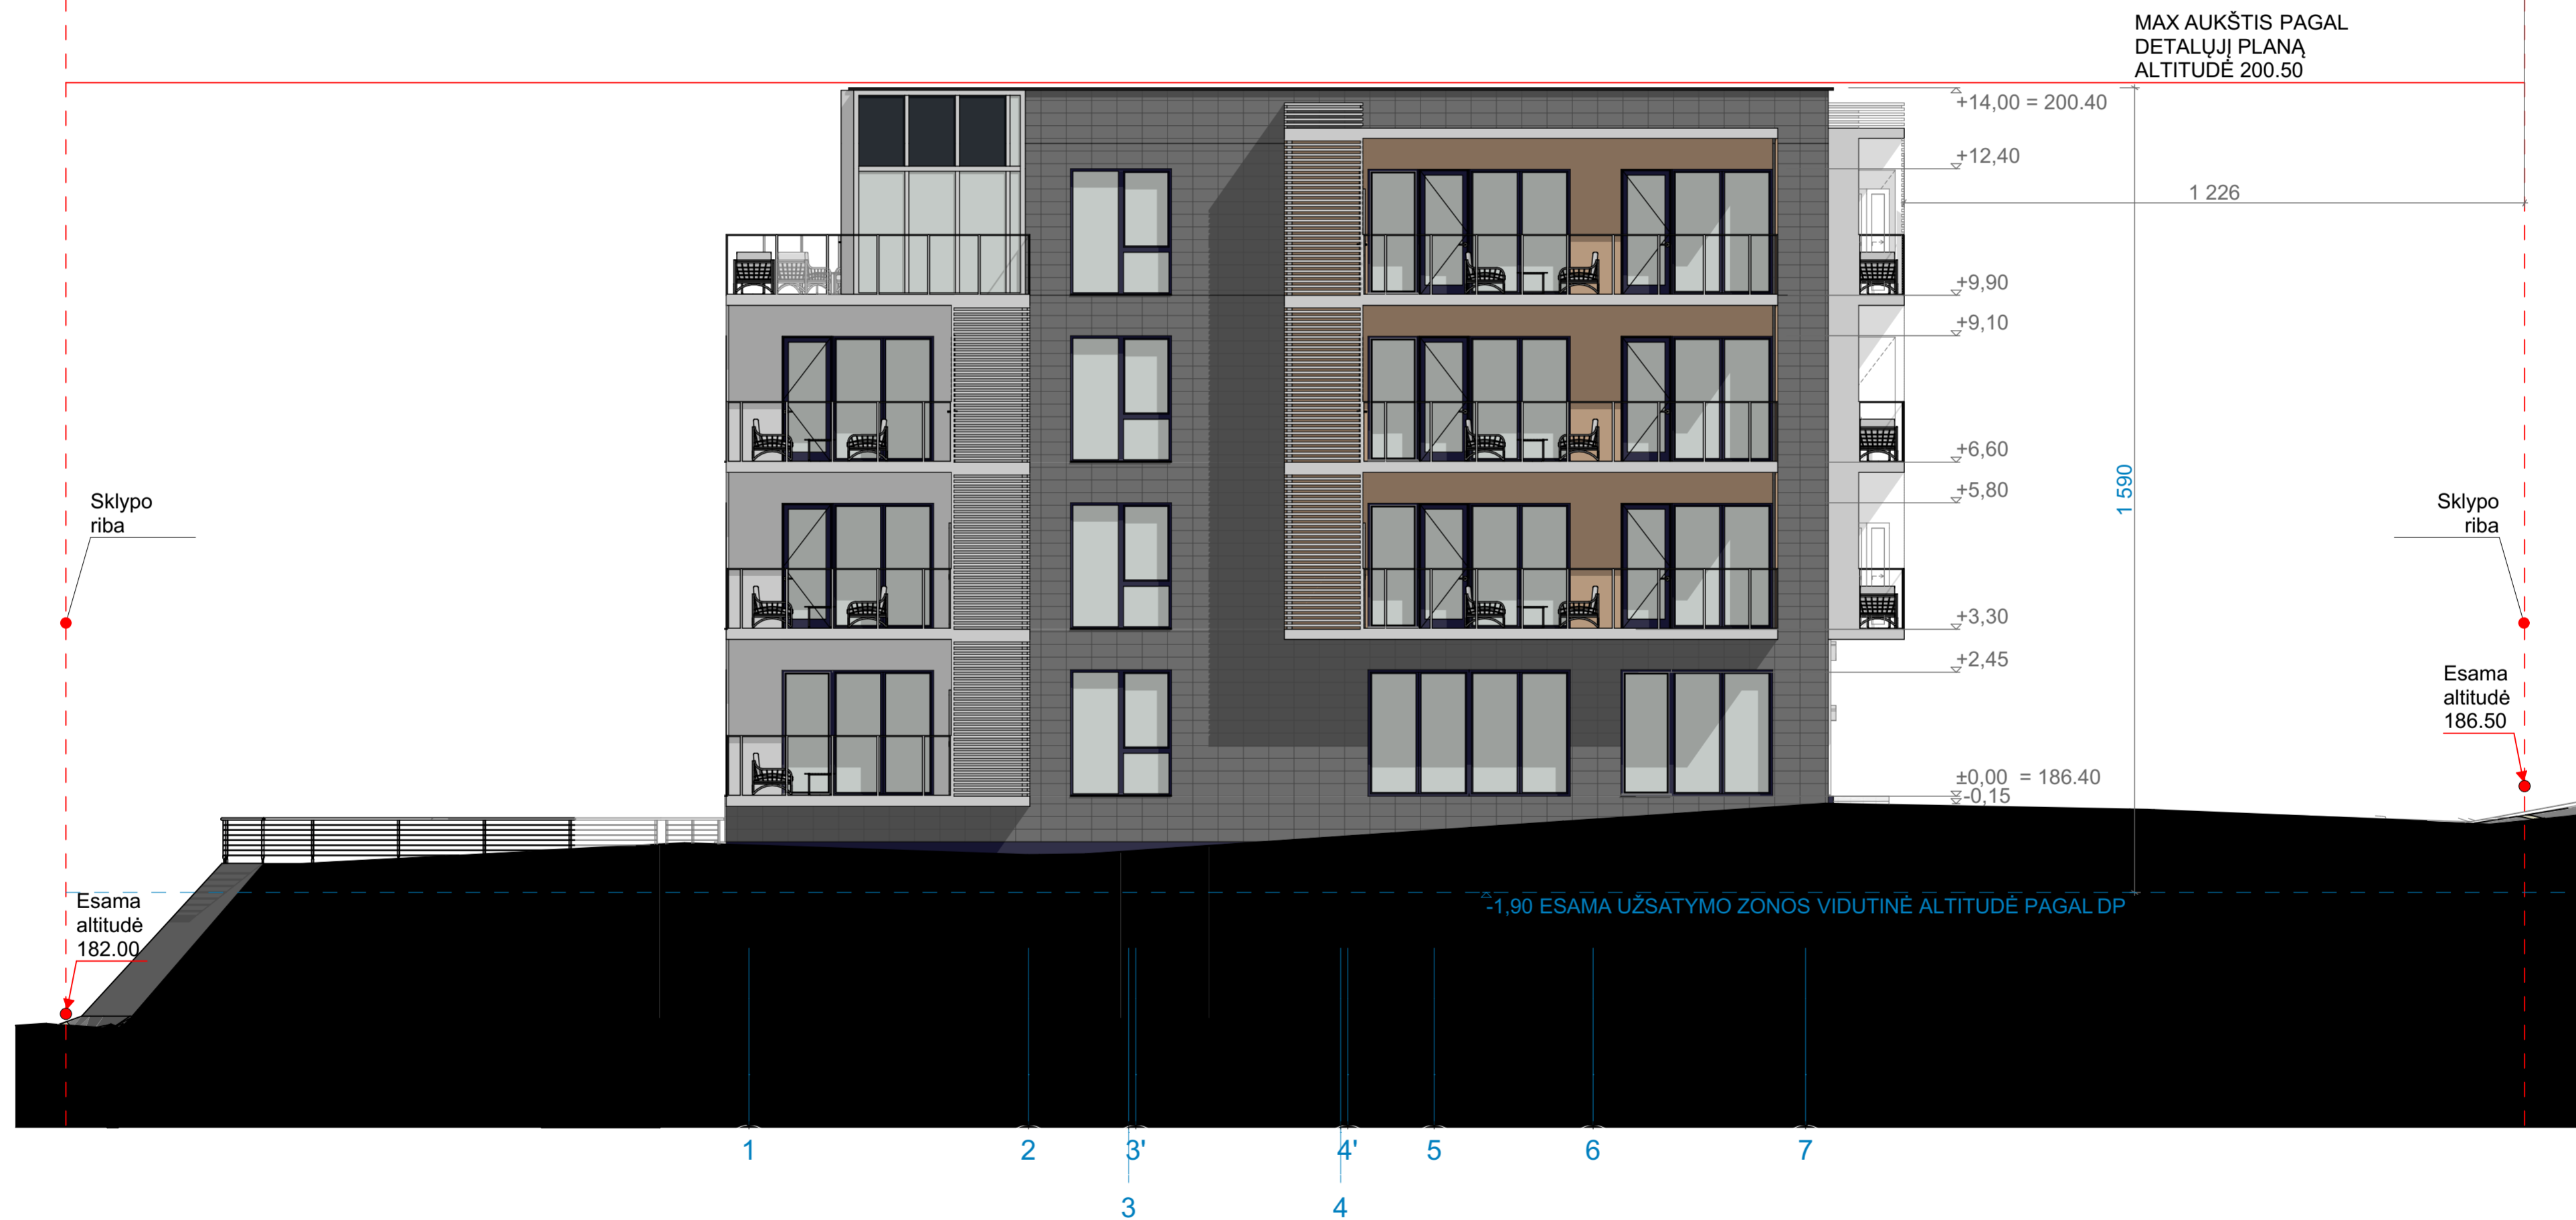 MAX AUKŠTIS PAGAL
DETALŲJĮ PLANĄ
ALTITUDĖ 200.50
+14,00 = 200.40
+12,40
1 226
+9,90
+9,10
+6,60
+5,80
1 590
Sklypo
riba
Sklypo
riba
+3,30
+2,45
Esama
altitudė
186.50
±0,00 = 186.40
-0,15
Esama
altitudė
182.00
-1,90 ESAMA UŽSATYMO ZONOS VIDUTINĖ ALTITUDĖ PAGAL DP
1 2 3' 4' 5 6 7
3 4